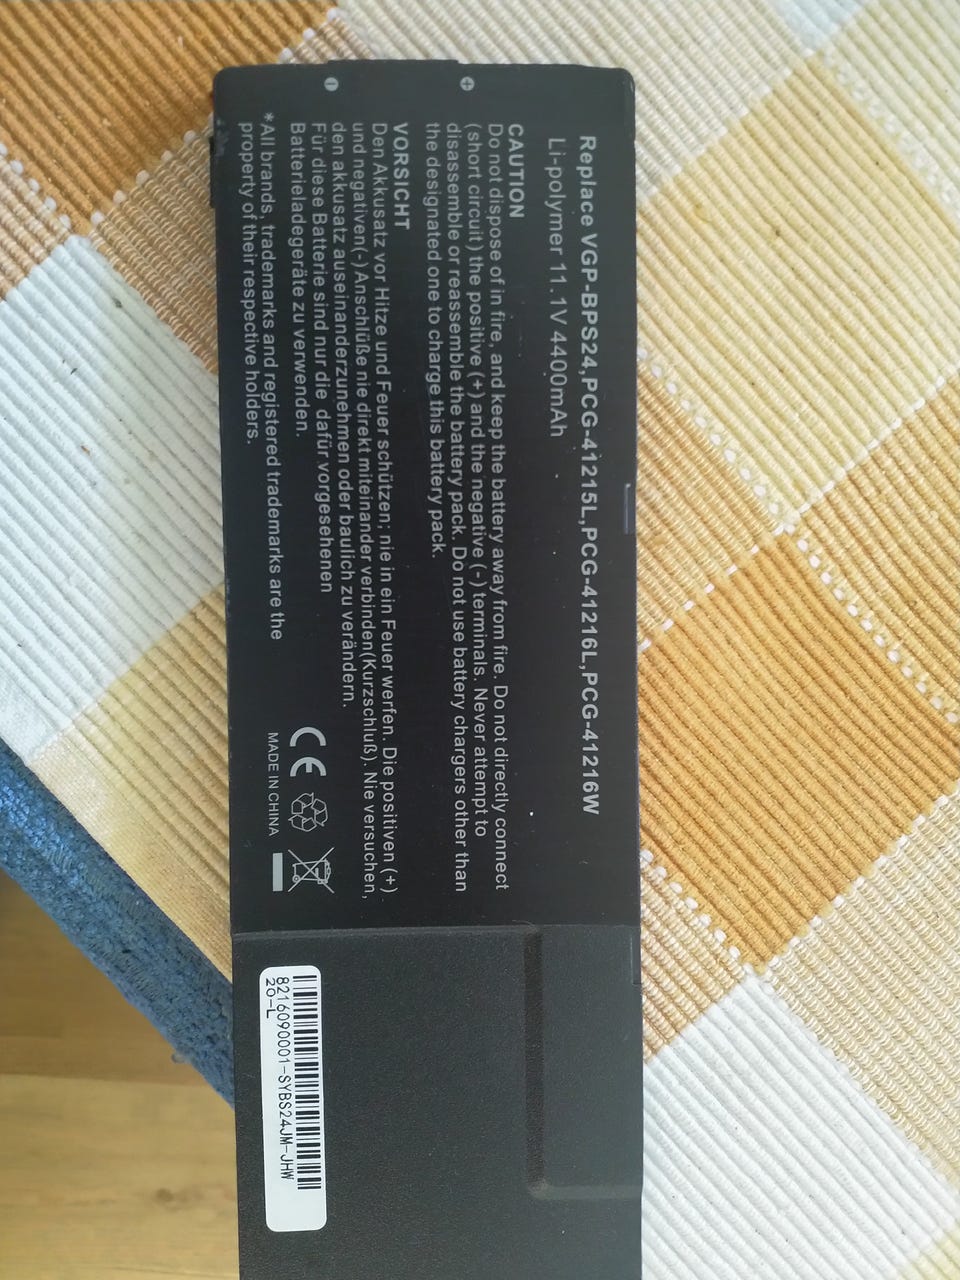 Replace VGP-BPS24,PCG-41215L,PCG-41216L,PCG-41216W
Li-polymer 11.1V 4400mAh
CAUTION
Do not dispose of in fire, and keep the battery away from fire. Do not directly connect
(short circuit) the positive (+) and the negative (-) terminals. Never attempt to
disassemble or reassemble the battery pack. Do not use battery chargers other than
the designated one to charge this battery pack.
VORSICHT
Den Akkusatz vor Hitze und Feuer schützen; nie in ein Feuer werfen. Die positiven (+)
und negativen(-) Anschlüße nie direkt miteinander verbinden(Kurzschluß). Nie versuchen,
den akkusatz auseinanderzunehmen oder baulich zu verändern.
Für diese Batterie sind nur die dafür vorgesehenen
Batterieladegeräte zu verwenden.
*All brands, trademarks and registered trademarks are the
property of their respective holders.
CE
MADE IN CHINA
- +
8216090001-SYBS24JM-JHW
20-L